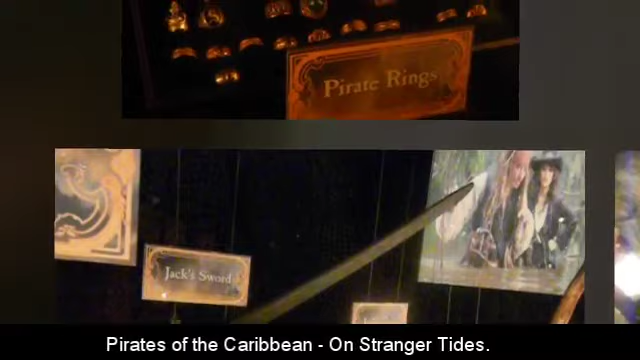 Pirate Rings
Jack's Sword
Pirates of the Caribbean - On Stranger Tides.